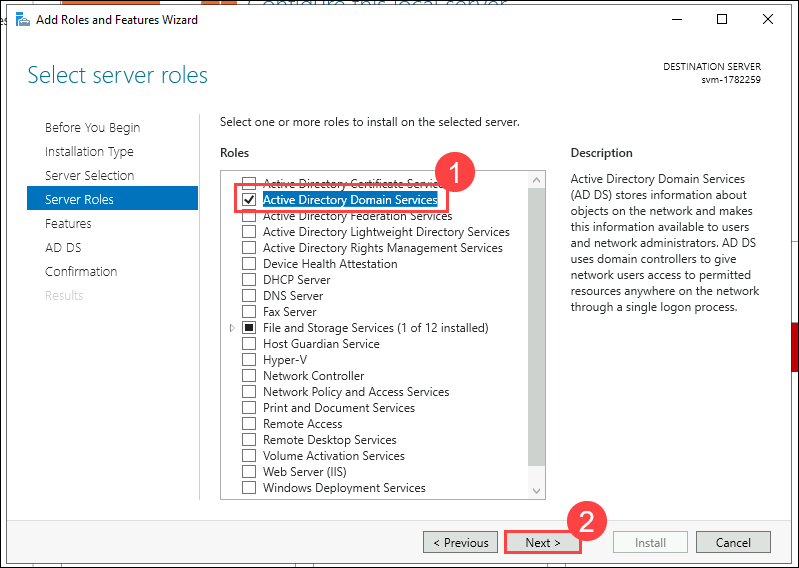 Configure this local server
Add Roles and Features Wizard
Select server roles
DESTINATION SERVER
svm-1782259
Before You Begin
Installation Type
Server Selection
Server Roles
Features
AD DS
Confirmation
Results
Select one or more roles to install on the selected server.
Roles
1
Active Directory Certificate Services
Active Directory Domain Services
Active Directory Federation Services
Active Directory Lightweight Directory Services
Active Directory Rights Management Services
Device Health Attestation
DHCP Server
DNS Server
Fax Server
File and Storage Services (1 of 12 installed)
Host Guardian Service
Hyper-V
Network Controller
Network Policy and Access Services
Print and Document Services
Remote Access
Remote Desktop Services
Volume Activation Services
Web Server (IIS)
Windows Deployment Services
Description
Active Directory Domain Services
(AD DS) stores information about
objects on the network and makes
this information available to users
and network administrators. AD DS
uses domain controllers to give
network users access to permitted
resources anywhere on the network
through a single logon process.
2
< Previous
Next >
Install
Cancel